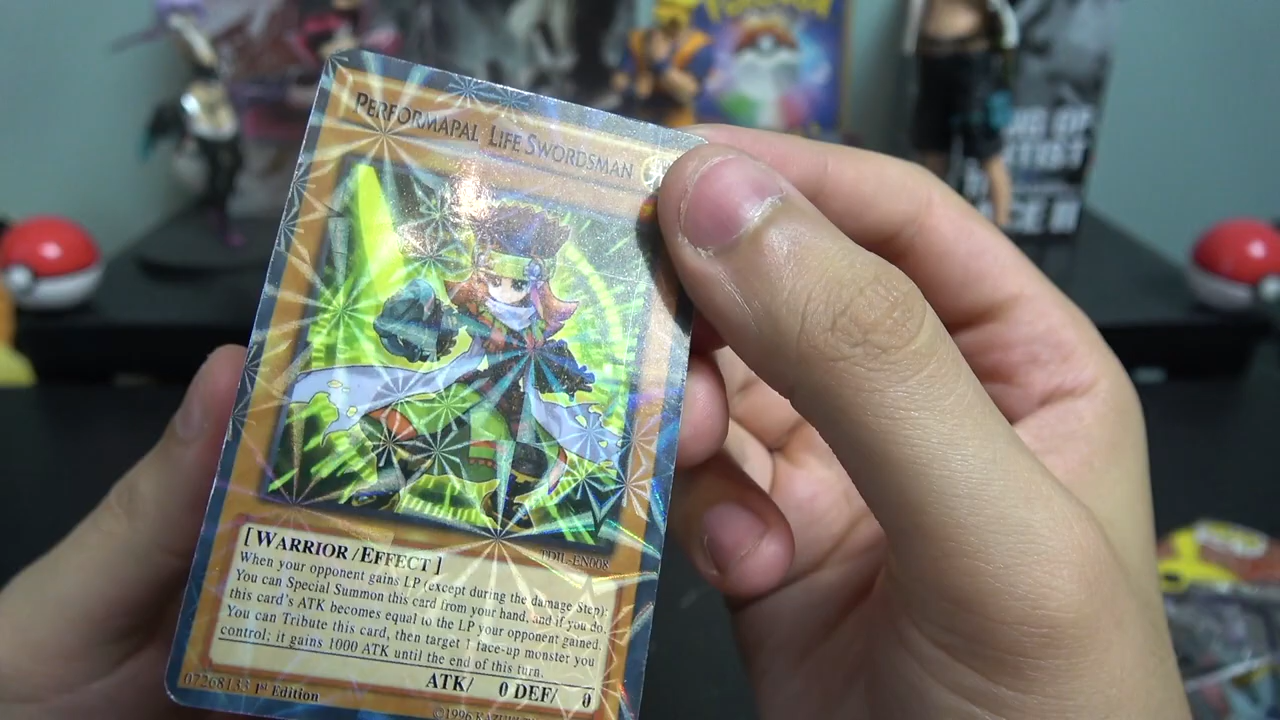 POKÉMON
PERFORMAPAL LIFE SWORDSMAN
TDIL-EN008
[ WARRIOR / EFFECT ]
When your opponent gains LP (except during the damage Step):
You can Special Summon this card from your hand, and if you do,
this card's ATK becomes equal to the LP your opponent gained.
You can Tribute this card, then target 1 face-up monster you
control; it gains 1000 ATK until the end of this turn.
ATK/ 0 DEF/ 0
07268133 1st Edition
©1996